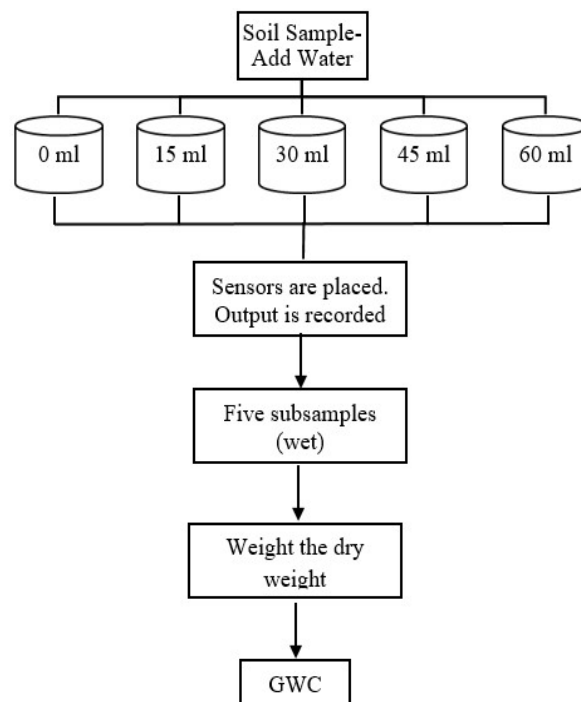 Soil Sample-
Add Water
0 ml
15 ml
30 ml
45 ml
60 ml
Sensors are placed.
Output is recorded
Five subsamples
(wet)
Weight the dry
weight
GWC